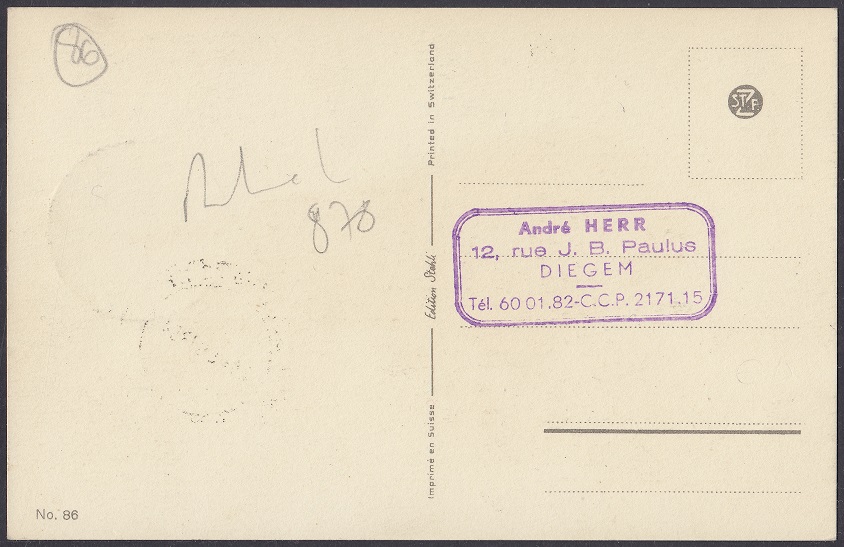 86
878
Printed in Switzerland
Edition Stehli
Imprimé en Suisse
STZF
André HERR
12, rue J. B. Paulus
DIEGEM
Tél. 60 01.82-C.C.P. 2171.15
No. 86